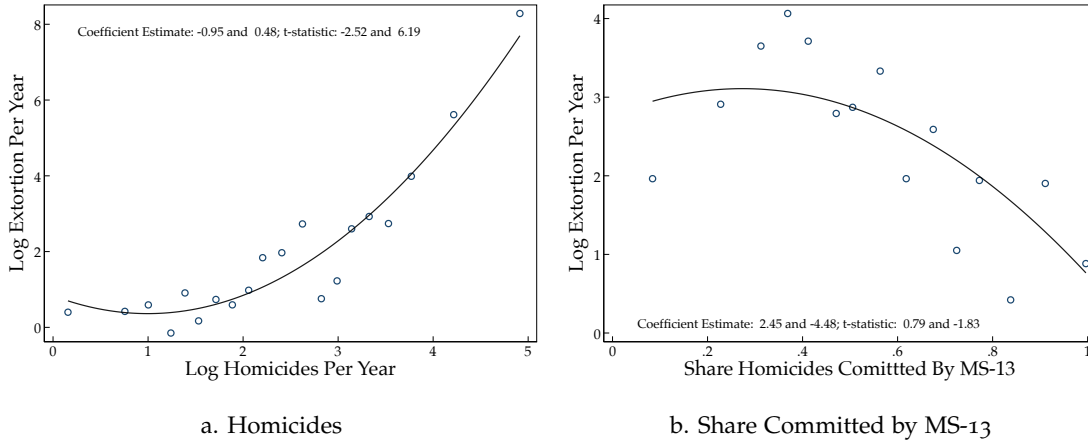 Coefficient Estimate: -0.95 and 0.48; t-statistic: -2.52 and 6.19
Log Extortion Per Year
8
6
4
2
0
0 1 2 3 4 5
Log Homicides Per Year
a. Homicides
Log Extortion Per Year
4
3
2
1
0
Coefficient Estimate: 2.45 and -4.48; t-statistic: 0.79 and -1.83
0 .2 .4 .6 .8 1
Share Homicides Comittted By MS-13
b. Share Committed by MS-13